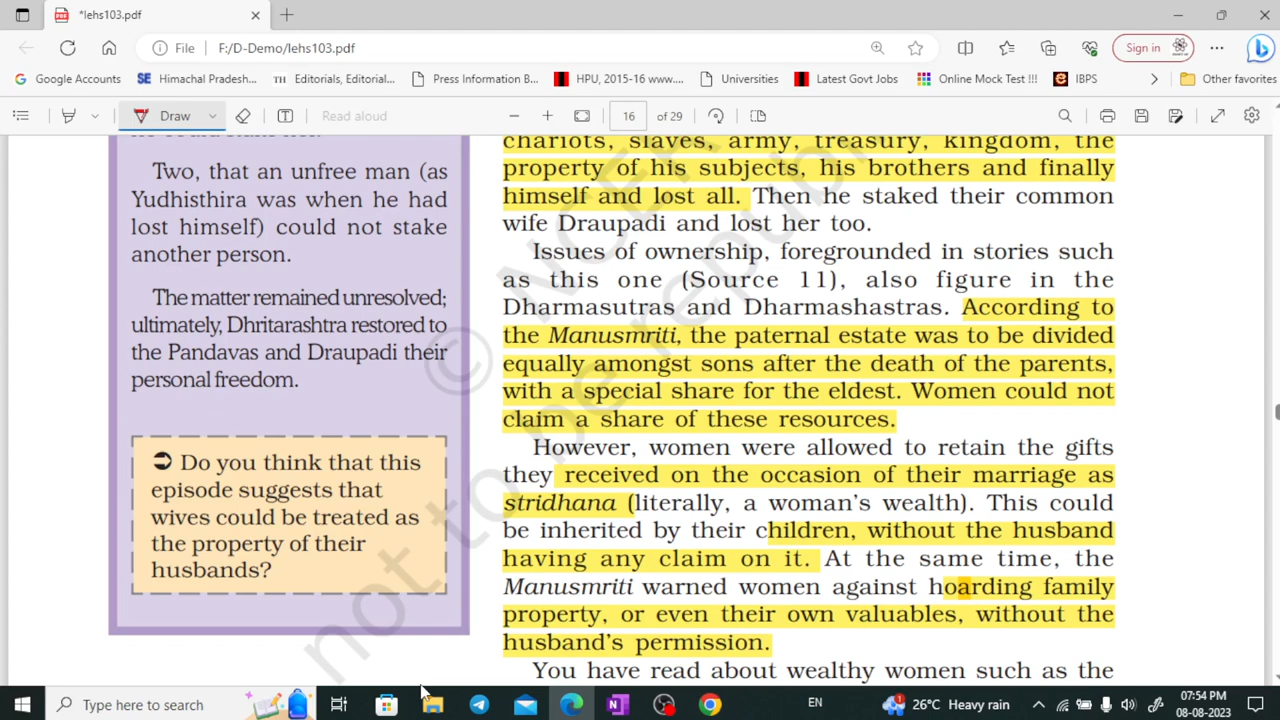 *lehs103.pdf
File F:/D-Demo/lehs103.pdf
Sign in
Google Accounts
SE Himachal Pradesh...
TH Editorials, Editorial...
Press Information B...
HPU, 2015-16 www....
Universities
Latest Govt Jobs
Online Mock Test !!!
IBPS
Other favorites
Draw
Read aloud
16 of 29
Two, that an unfree man (as
Yudhisthira was when he had
lost himself) could not stake
another person.
The matter remained unresolved;
ultimately, Dhritarashtra restored to
the Pandavas and Draupadi their
personal freedom.
Do you think that this
episode suggests that
wives could be treated as
the property of their
husbands?
chariots, slaves, army, treasury, kingdom, the
property of his subjects, his brothers and finally
himself and lost all. Then he staked their common
wife Draupadi and lost her too.
Issues of ownership, foregrounded in stories such
as this one (Source 11), also figure in the
Dharmasutras and Dharmashastras. According to
the Manusmriti, the paternal estate was to be divided
equally amongst sons after the death of the parents,
with a special share for the eldest. Women could not
claim a share of these resources.
However, women were allowed to retain the gifts
they received on the occasion of their marriage as
stridhana (literally, a woman's wealth). This could
be inherited by their children, without the husband
having any claim on it. At the same time, the
Manusmriti warned women against hoarding family
property, or even their own valuables, without the
husband's permission.
You have read about wealthy women such as the
© NCER
not to be republ
Type here to search
EN
26°C Heavy rain
07:54 PM
08-08-2023